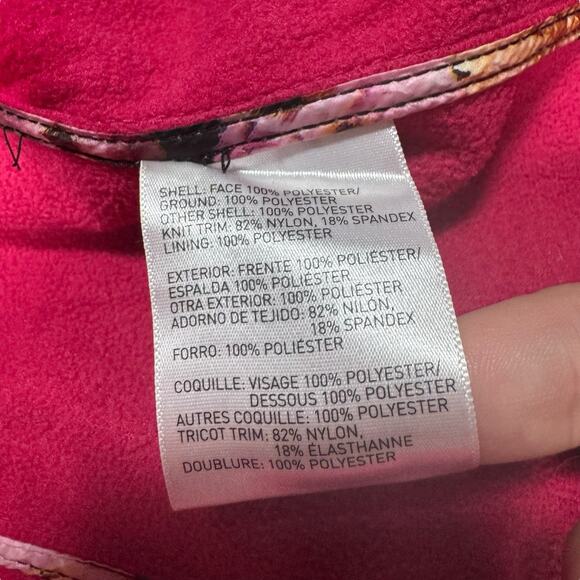 SHELL: FACE 100% POLYESTER/
GROUND: 100% POLYESTER
OTHER SHELL: 100% POLYESTER
KNIT TRIM: 82% NYLON, 18% SPANDEX
LINING: 100% POLYESTER
EXTERIOR: FRENTE 100% POLIÉSTER/
ESPALDA 100% POLIÉSTER
OTRA EXTERIOR: 100% POLIÉSTER
ADORNO DE TEJIDO: 82% NILÓN,
18% SPANDEX
FORRO: 100% POLIÉSTER
COQUILLE: VISAGE 100% POLYESTER/
DESSOUS 100% POLYESTER
AUTRES COQUILLE: 100% POLYESTER
TRICOT TRIM: 82% NYLON,
18% ÉLASTHANNE
DOUBLURE: 100% POLYESTER